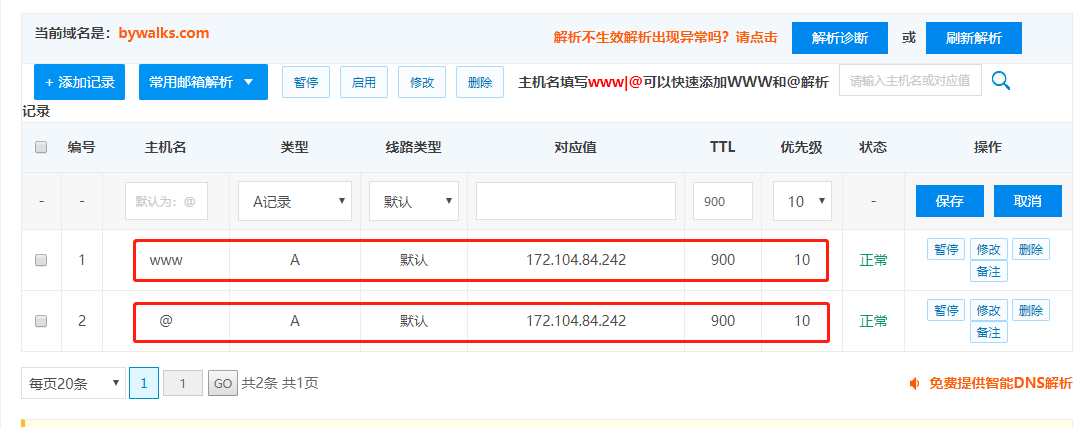 当前域名是：bywalks.com
解析不生效解析出现异常吗？请点击 解析诊断 或 刷新解析
+ 添加记录 常用邮箱解析 暂停 启用 修改 删除 主机名填写www|@可以快速添加WWW和@解析 请输入主机名或对应值
记录
编号 主机名 类型 线路类型 对应值 TTL 优先级 状态 操作
- - 默认为：@ A记录 默认 900 10 - 保存 取消
1 www A 默认 172.104.84.242 900 10 正常 暂停 修改 删除
备注
2 @ A 默认 172.104.84.242 900 10 正常 暂停 修改 删除
备注
每页20条 1 1 GO 共2条 共1页 免费提供智能DNS解析